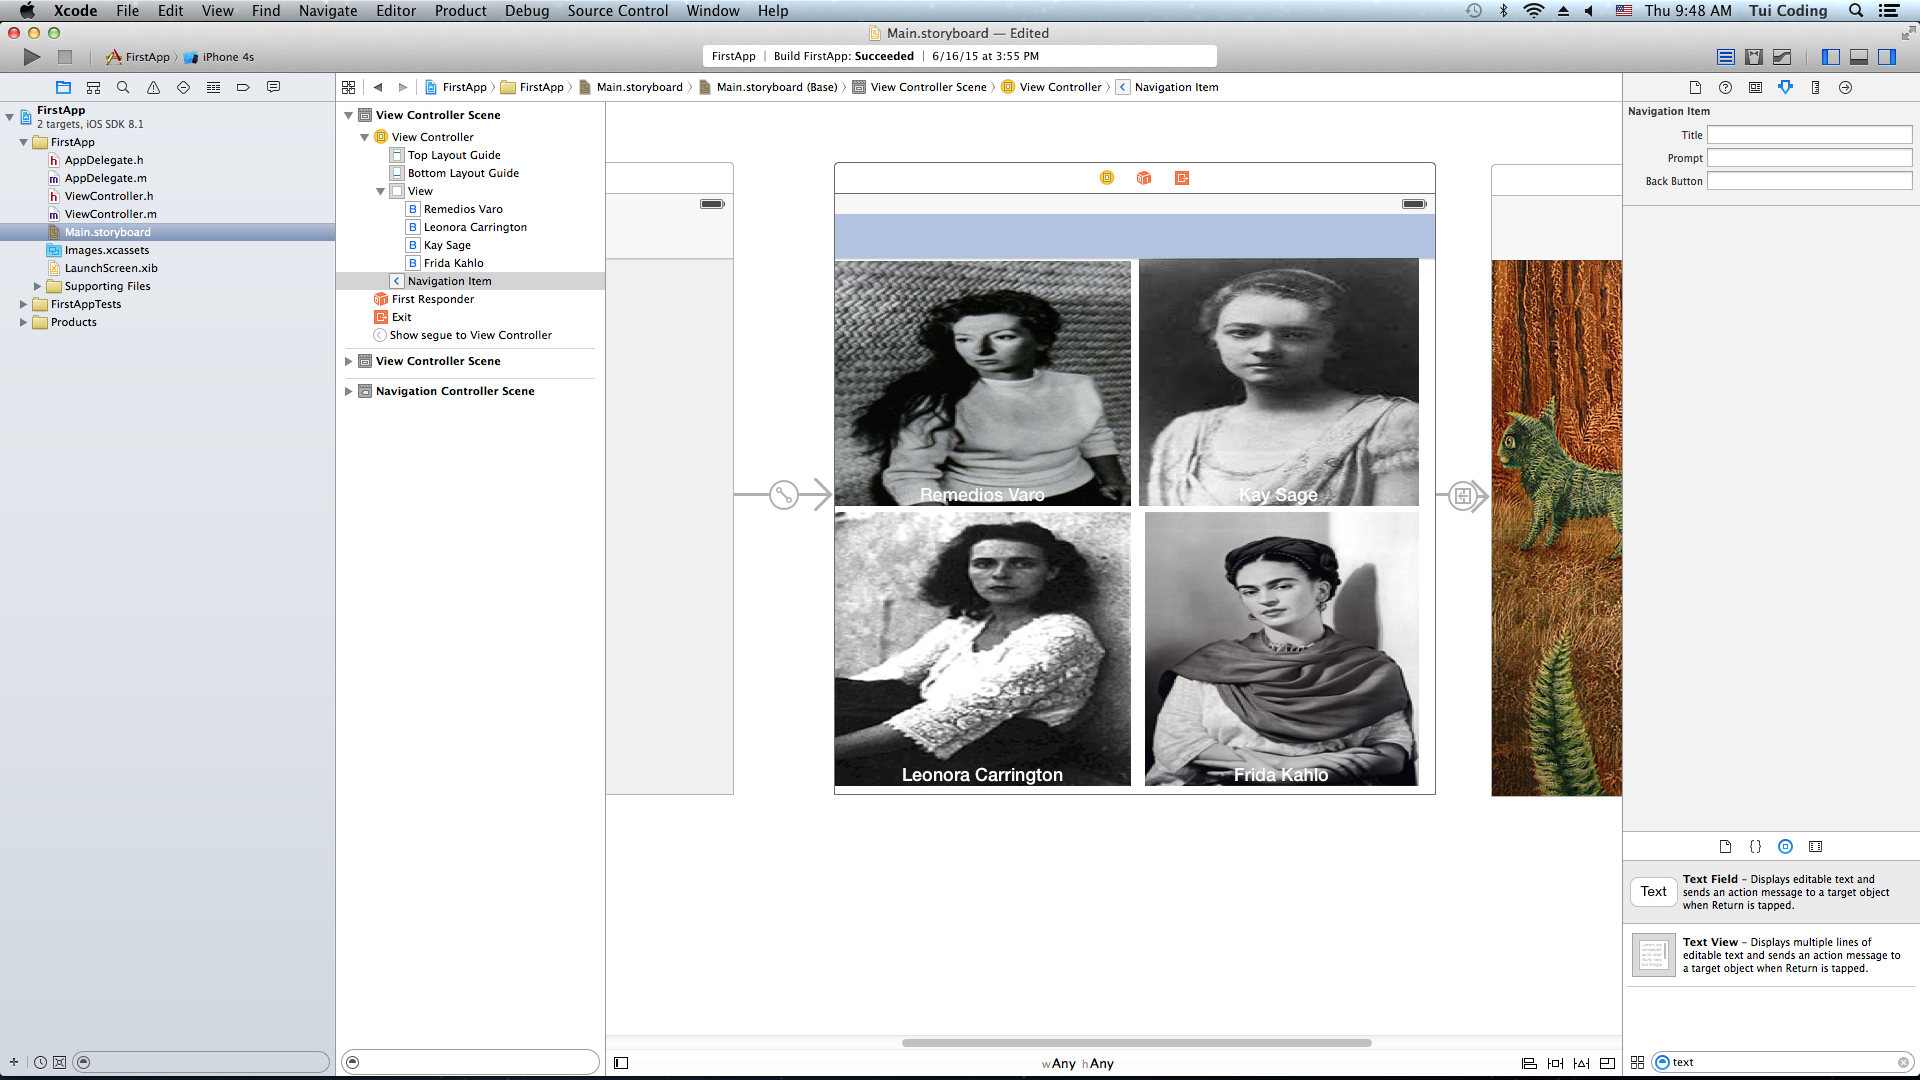 Xcode File Edit View Find Navigate Editor Product Debug Source Control Window Help Thu 9:48 AM Tui Coding
Main.storyboard — Edited
FirstApp iPhone 4s
FirstApp | Build FirstApp: Succeeded | 6/16/15 at 3:55 PM
FirstApp FirstApp Main.storyboard Main.storyboard (Base) View Controller Scene View Controller Navigation Item
FirstApp
2 targets, iOS SDK 8.1
FirstApp
h AppDelegate.h
m AppDelegate.m
h ViewController.h
m ViewController.m
Main.storyboard
Images.xcassets
LaunchScreen.xib
Supporting Files
FirstAppTests
Products
View Controller Scene
View Controller
Top Layout Guide
Bottom Layout Guide
View
B Remedios Varo
B Leonora Carrington
B Kay Sage
B Frida Kahlo
Navigation Item
First Responder
Exit
Show segue to View Controller
View Controller Scene
Navigation Controller Scene
Remedios Varo
Kay Sage
Leonora Carrington
Frida Kahlo
wAny hAny
Navigation Item
Title
Prompt
Back Button
{}
Text
Text Field – Displays editable text and
sends an action message to a target object
when Return is tapped.
Text View – Displays multiple lines of
editable text and sends an action message to
a target object when Return is tapped.
text